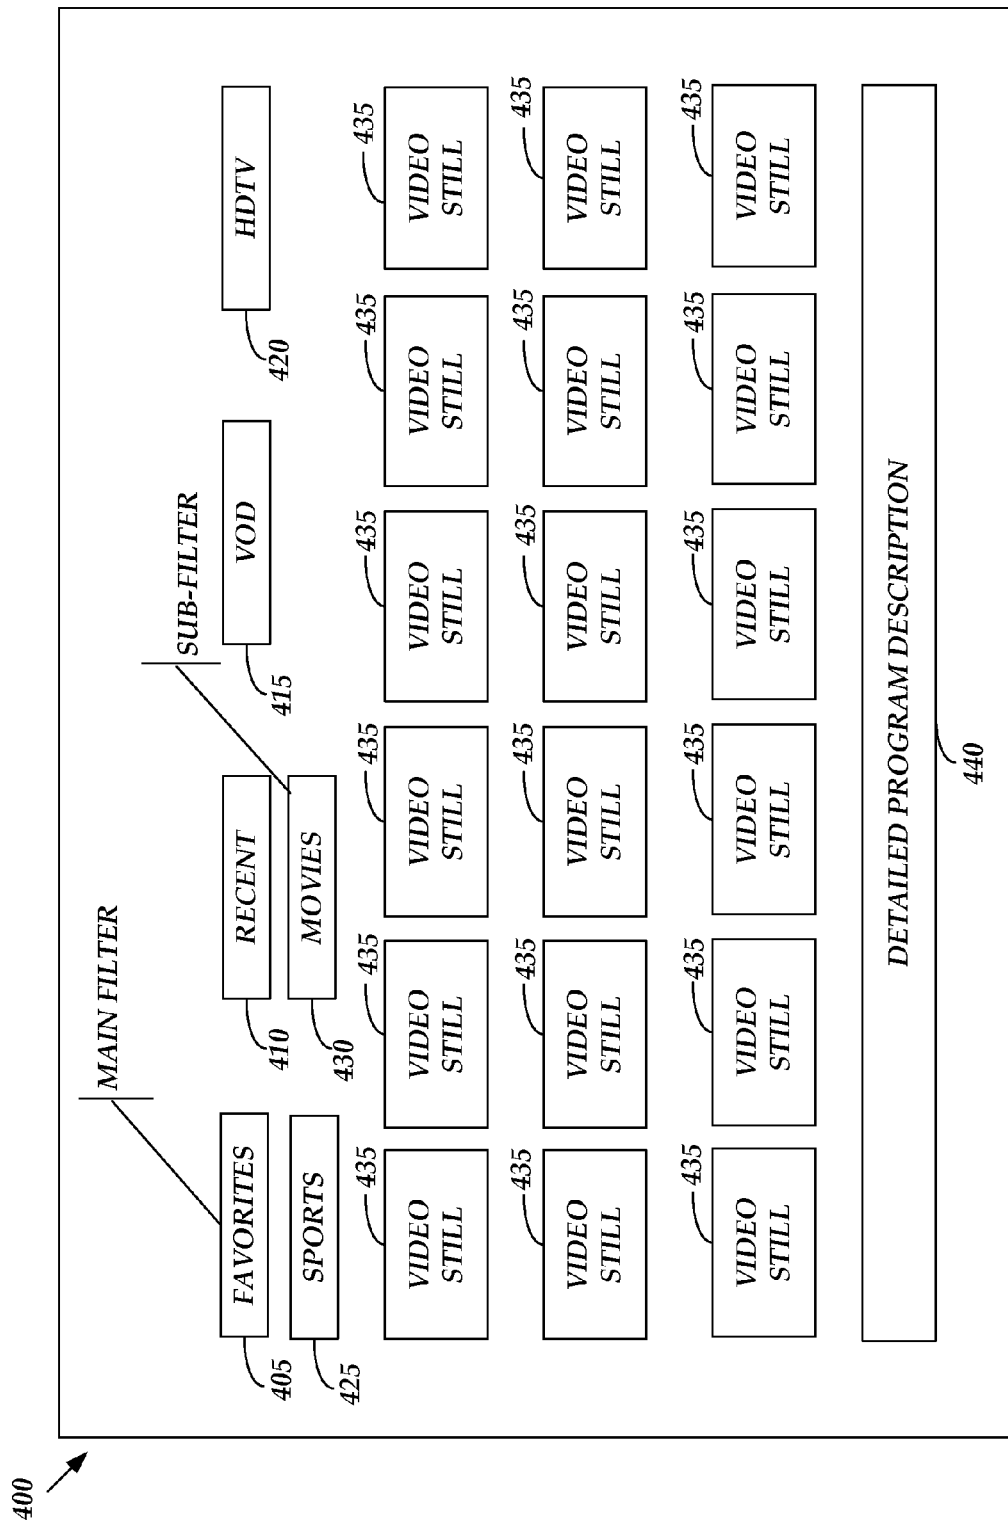 400
MAIN FILTER
SUB-FILTER
FAVORITES
RECENT
VOD
HDTV
405
410
415
420
SPORTS
MOVIES
425
430
435
435
435
435
435
435
VIDEO STILL
VIDEO STILL
VIDEO STILL
VIDEO STILL
VIDEO STILL
VIDEO STILL
435
435
435
435
435
435
VIDEO STILL
VIDEO STILL
VIDEO STILL
VIDEO STILL
VIDEO STILL
VIDEO STILL
435
435
435
435
435
435
VIDEO STILL
VIDEO STILL
VIDEO STILL
VIDEO STILL
VIDEO STILL
VIDEO STILL
DETAILED PROGRAM DESCRIPTION
440